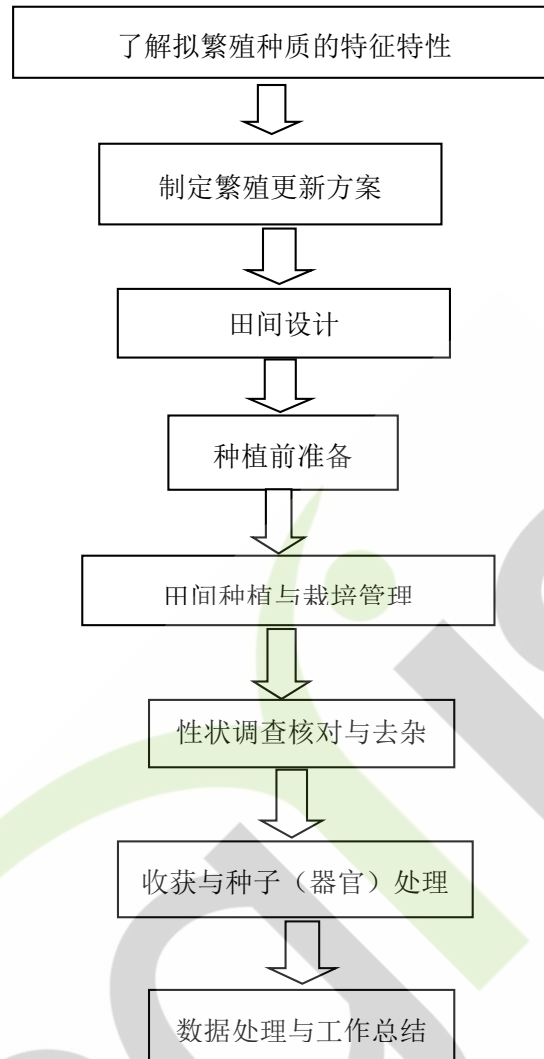 了解拟繁殖种质的特征特性
制定繁殖更新方案
田间设计
种植前准备
田间种植与栽培管理
性状调查核对与去杂
收获与种子（器官）处理
数据处理与工作总结